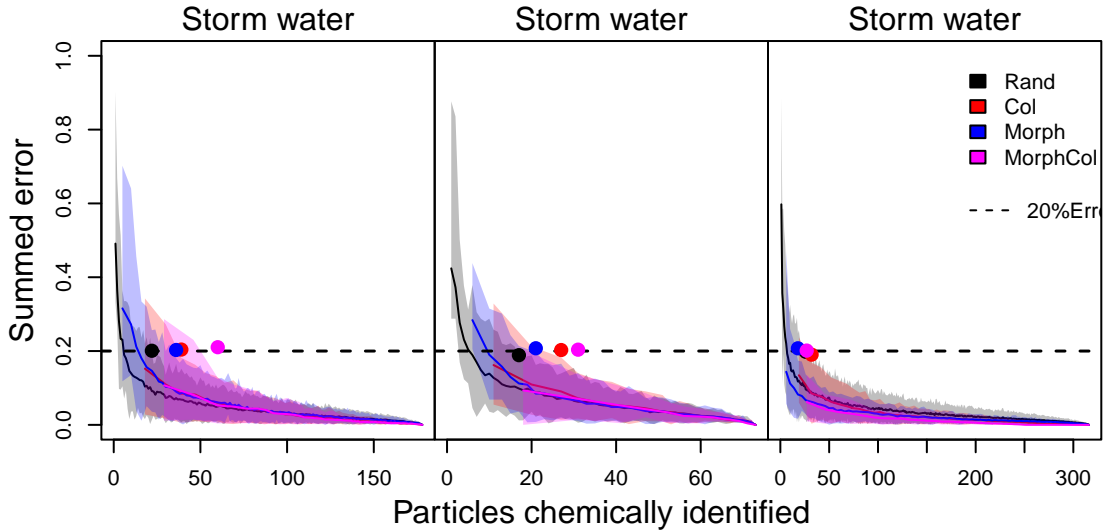 Storm water Storm water Storm water
Summed error
0.0 0.2 0.4 0.6 0.8 1.0
Rand
Col
Morph
MorphCol
20%Erro
0 50 100 150 0 20 40 60 0 50 100 200 300
Particles chemically identified